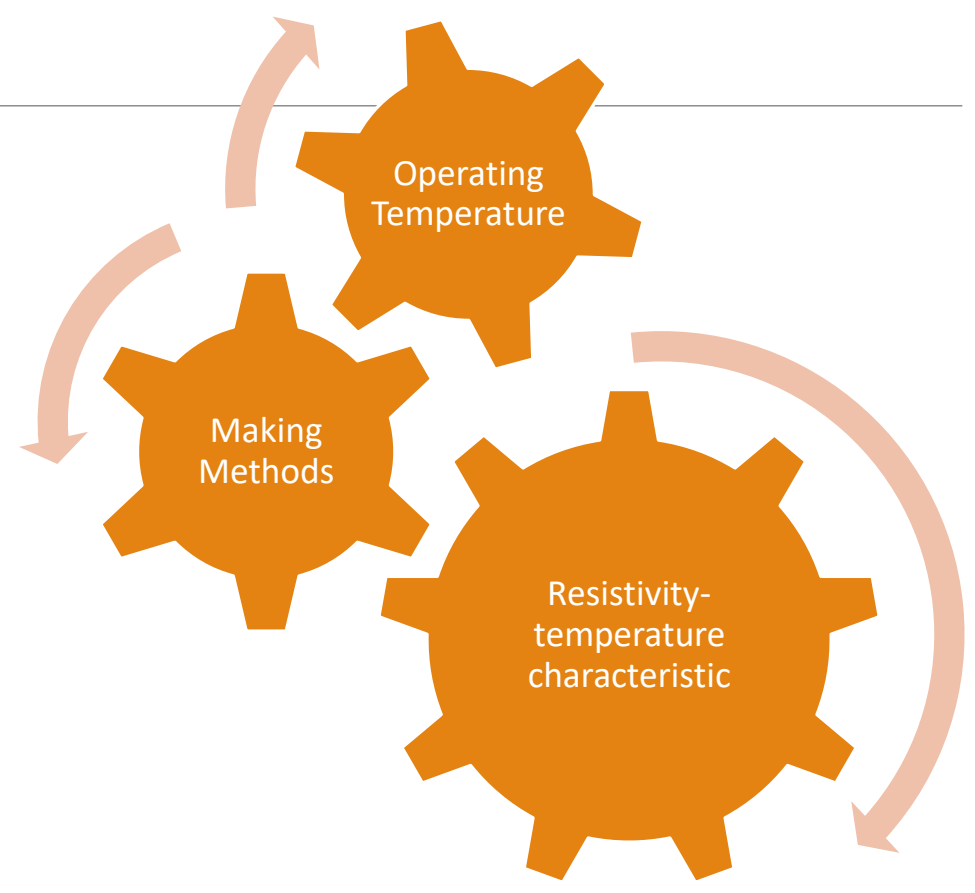 Operating
Temperature
Making
Methods
Resistivity-
temperature
characteristic